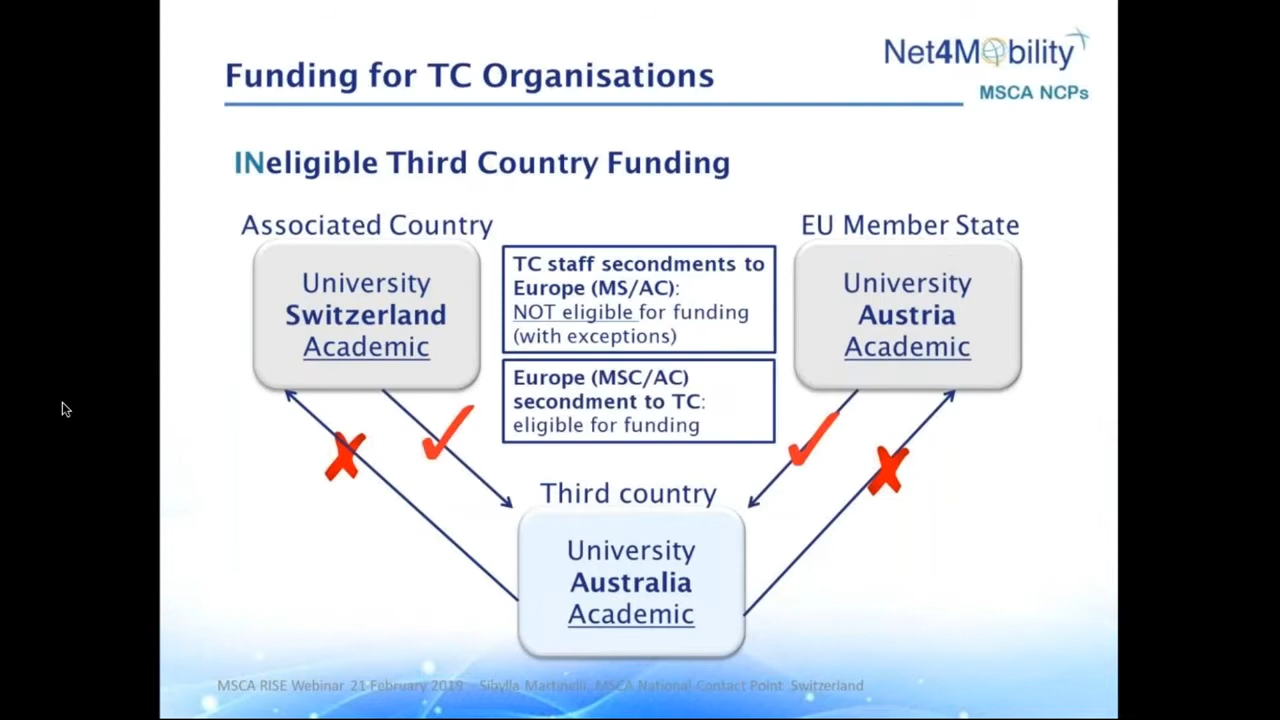 Funding for TC Organisations
Net4Mobility
MSCA NCPs
INeligible Third Country Funding
Associated Country
University
Switzerland
Academic
TC staff secondments to
Europe (MS/AC):
NOT eligible for funding
(with exceptions)
Europe (MSC/AC)
secondment to TC:
eligible for funding
EU Member State
University
Austria
Academic
Third country
University
Australia
Academic
MSCA RISE Webinar 21 February 2019 - Sibylla Martinelli, MSCA National Contact Point Switzerland